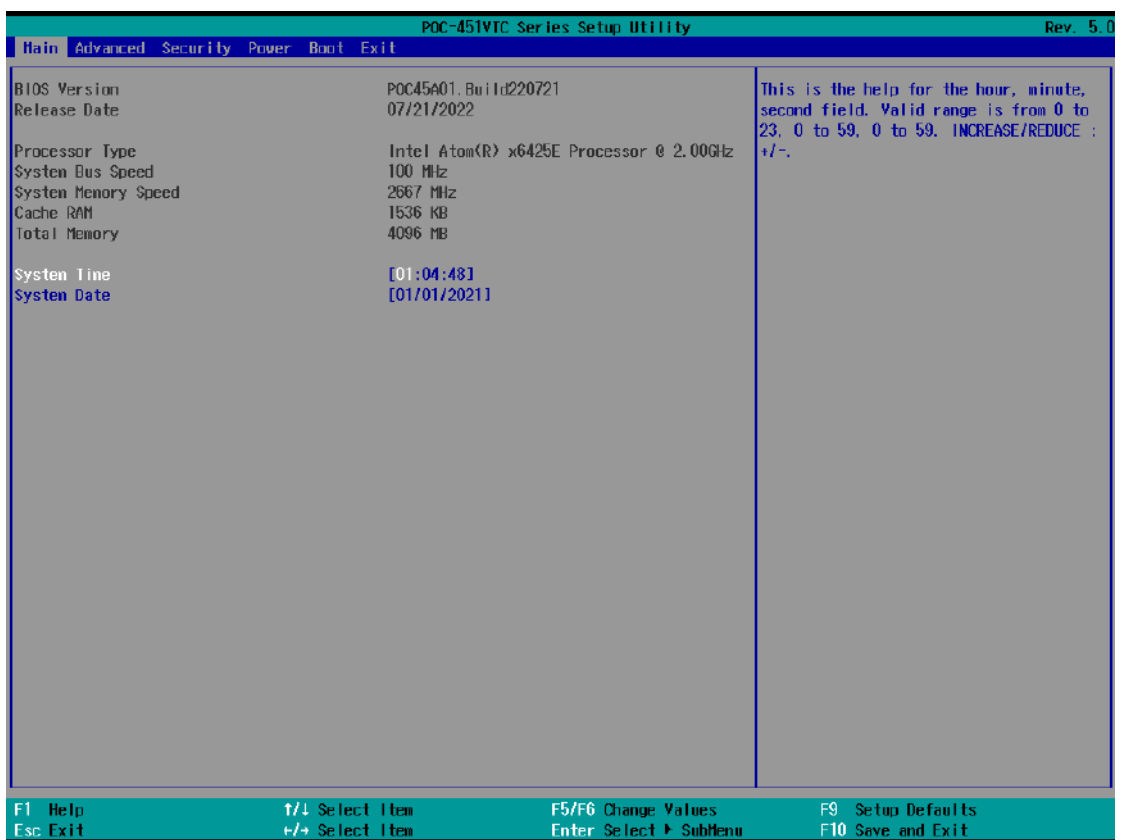 POC-451VTC Series Setup Utility Rev. 5.0
Main Advanced Security Power Boot Exit
BIOS Version POC45A01.Build220721
Release Date 07/21/2022
Processor Type Intel Atom(R) x6425E Processor @ 2.00GHz
System Bus Speed 100 MHz
System Memory Speed 2667 MHz
Cache RAM 1536 KB
Total Memory 4096 MB
System Time [01:04:48]
System Date [01/01/2021]
This is the help for the hour, minute,
second field. Valid range is from 0 to
23, 0 to 59, 0 to 59. INCREASE/REDUCE :
+/-.
F1 Help ↑/↓ Select Item F5/F6 Change Values F9 Setup Defaults
Esc Exit ←/→ Select Item Enter Select ▶ SubMenu F10 Save and Exit